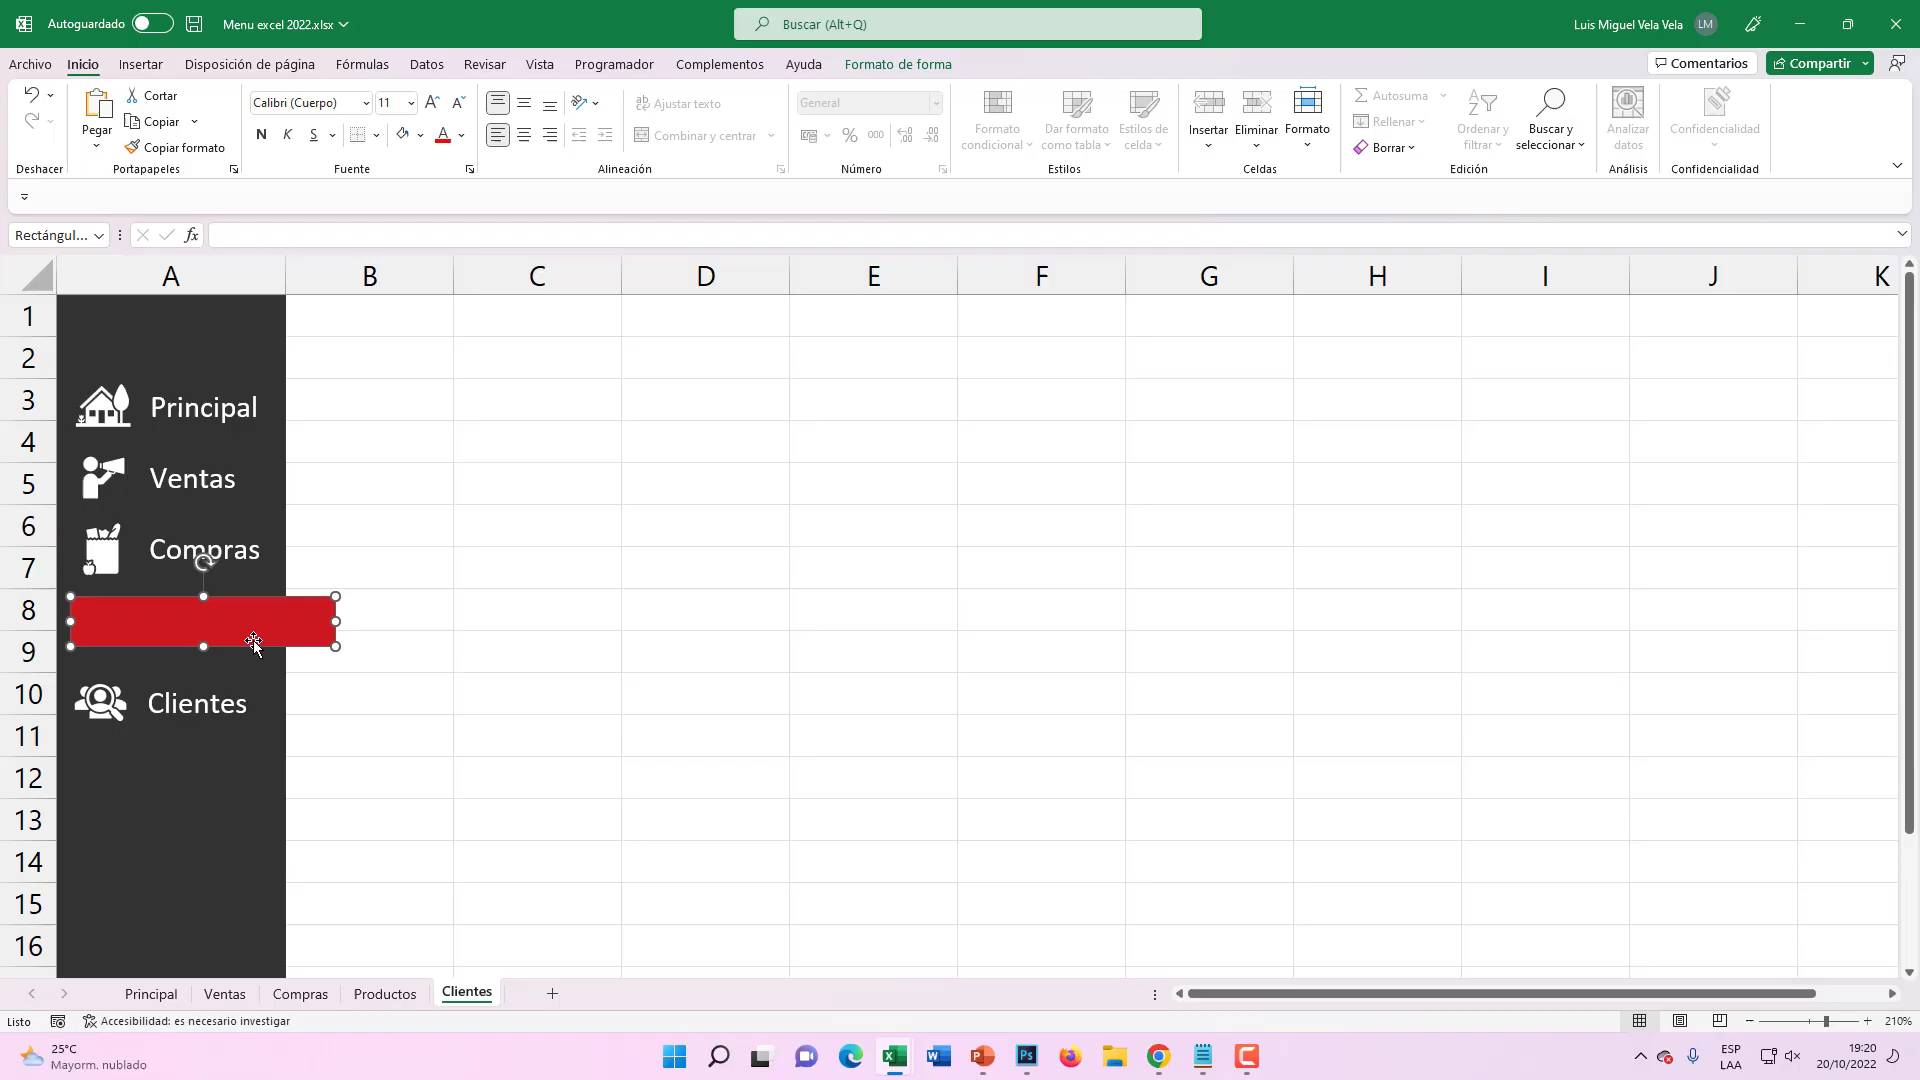 Autoguardado
Menu excel 2022.xlsx
Buscar (Alt+Q)
Luis Miguel Vela Vela
LM
Archivo Inicio Insertar Disposición de página Fórmulas Datos Revisar Vista Programador Complementos Ayuda Formato de forma
Comentarios
Compartir
Pegar
Cortar
Copiar
Copiar formato
Calibri (Cuerpo) 11
N K S
Ajustar texto
Combinar y centrar
General
% 000
Formato condicional
Dar formato como tabla
Estilos de celda
Insertar
Eliminar
Formato
Autosuma
Rellenar
Borrar
Ordenar y filtrar
Buscar y seleccionar
Analizar datos
Confidencialidad
Deshacer Portapapeles Fuente Alineación Número Estilos Celdas Edición Análisis Confidencialidad
Rectángul...
fx
A B C D E F G H I J K
1
2
3
4
5
6
7
8
9
10
11
12
13
14
15
16
Principal
Ventas
Compras
Clientes
Principal Ventas Compras Productos Clientes
Listo
Accesibilidad: es necesario investigar
210%
25°C
Mayorm. nublado
ESP
LAA
19:20
20/10/2022